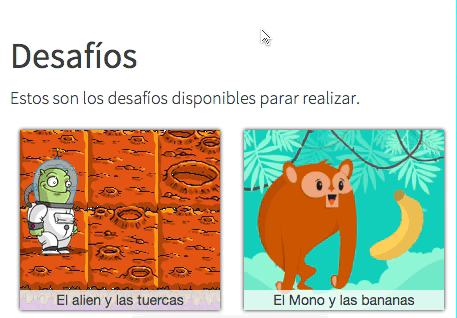 Desafíos
Estos son los desafíos disponibles parar realizar.
El alien y las tuercas
El Mono y las bananas